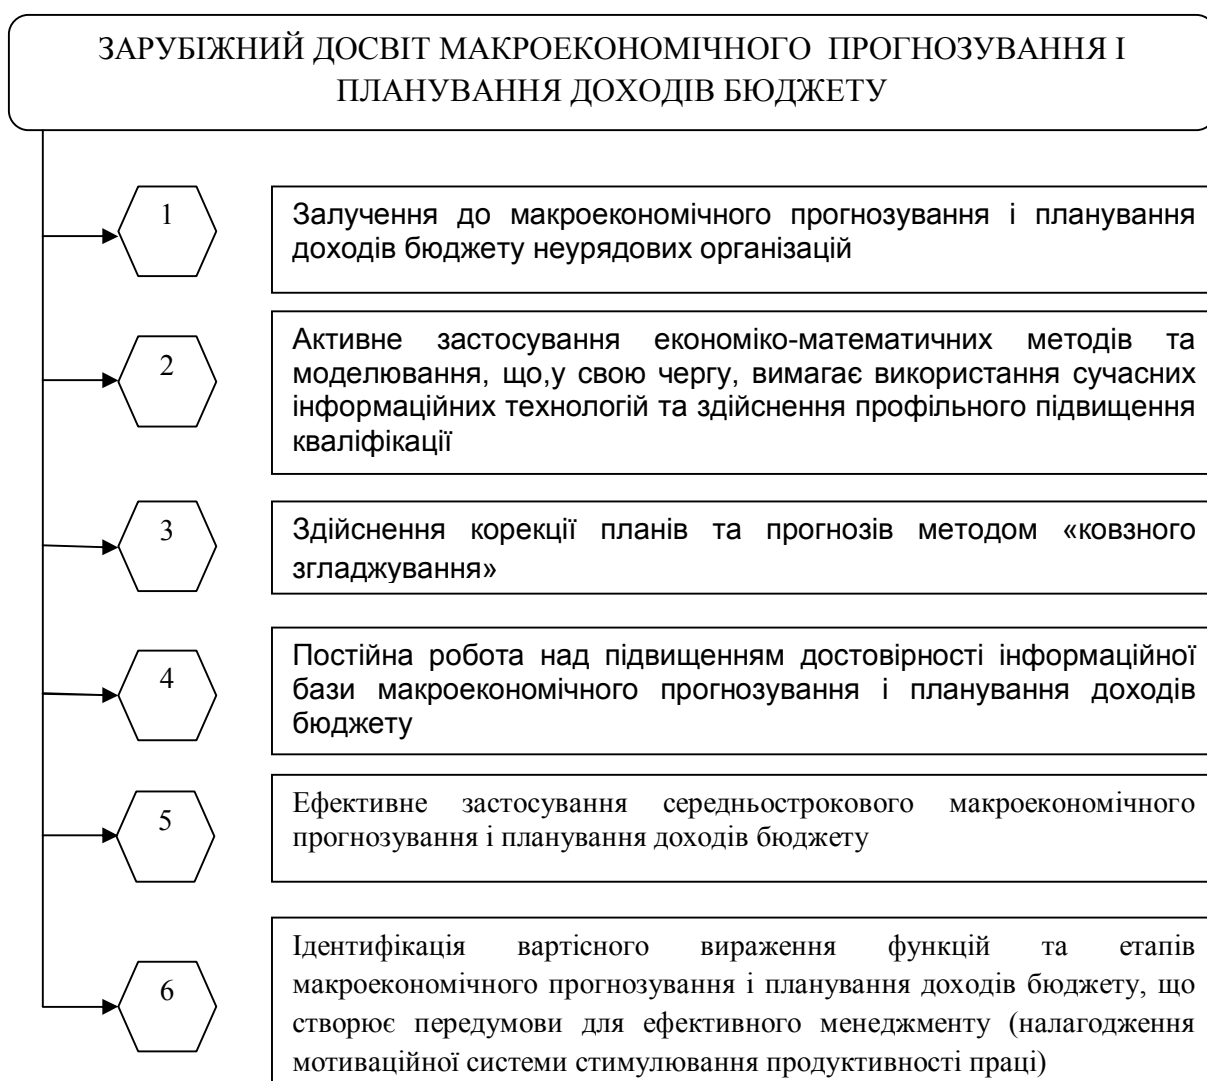 ЗАРУБІЖНИЙ ДОСВІТ МАКРОЕКОНОМІЧНОГО ПРОГНОЗУВАННЯ І
ПЛАНУВАННЯ ДОХОДІВ БЮДЖЕТУ
1
Залучення до макроекономічного прогнозування і планування
доходів бюджету неурядових організацій
2
Активне застосування економіко-математичних методів та
моделювання, що,у свою чергу, вимагає використання сучасних
інформаційних технологій та здійснення профільного підвищення
кваліфікації
3
Здійснення корекції планів та прогнозів методом «ковзного
згладжування»
4
Постійна робота над підвищенням достовірності інформаційної
бази макроекономічного прогнозування і планування доходів
бюджету
5
Ефективне застосування середньострокового макроекономічного
прогнозування і планування доходів бюджету
6
Ідентифікація вартісного вираження функцій та етапів
макроекономічного прогнозування і планування доходів бюджету, що
створює передумови для ефективного менеджменту (налагодження
мотиваційної системи стимулювання продуктивності праці)